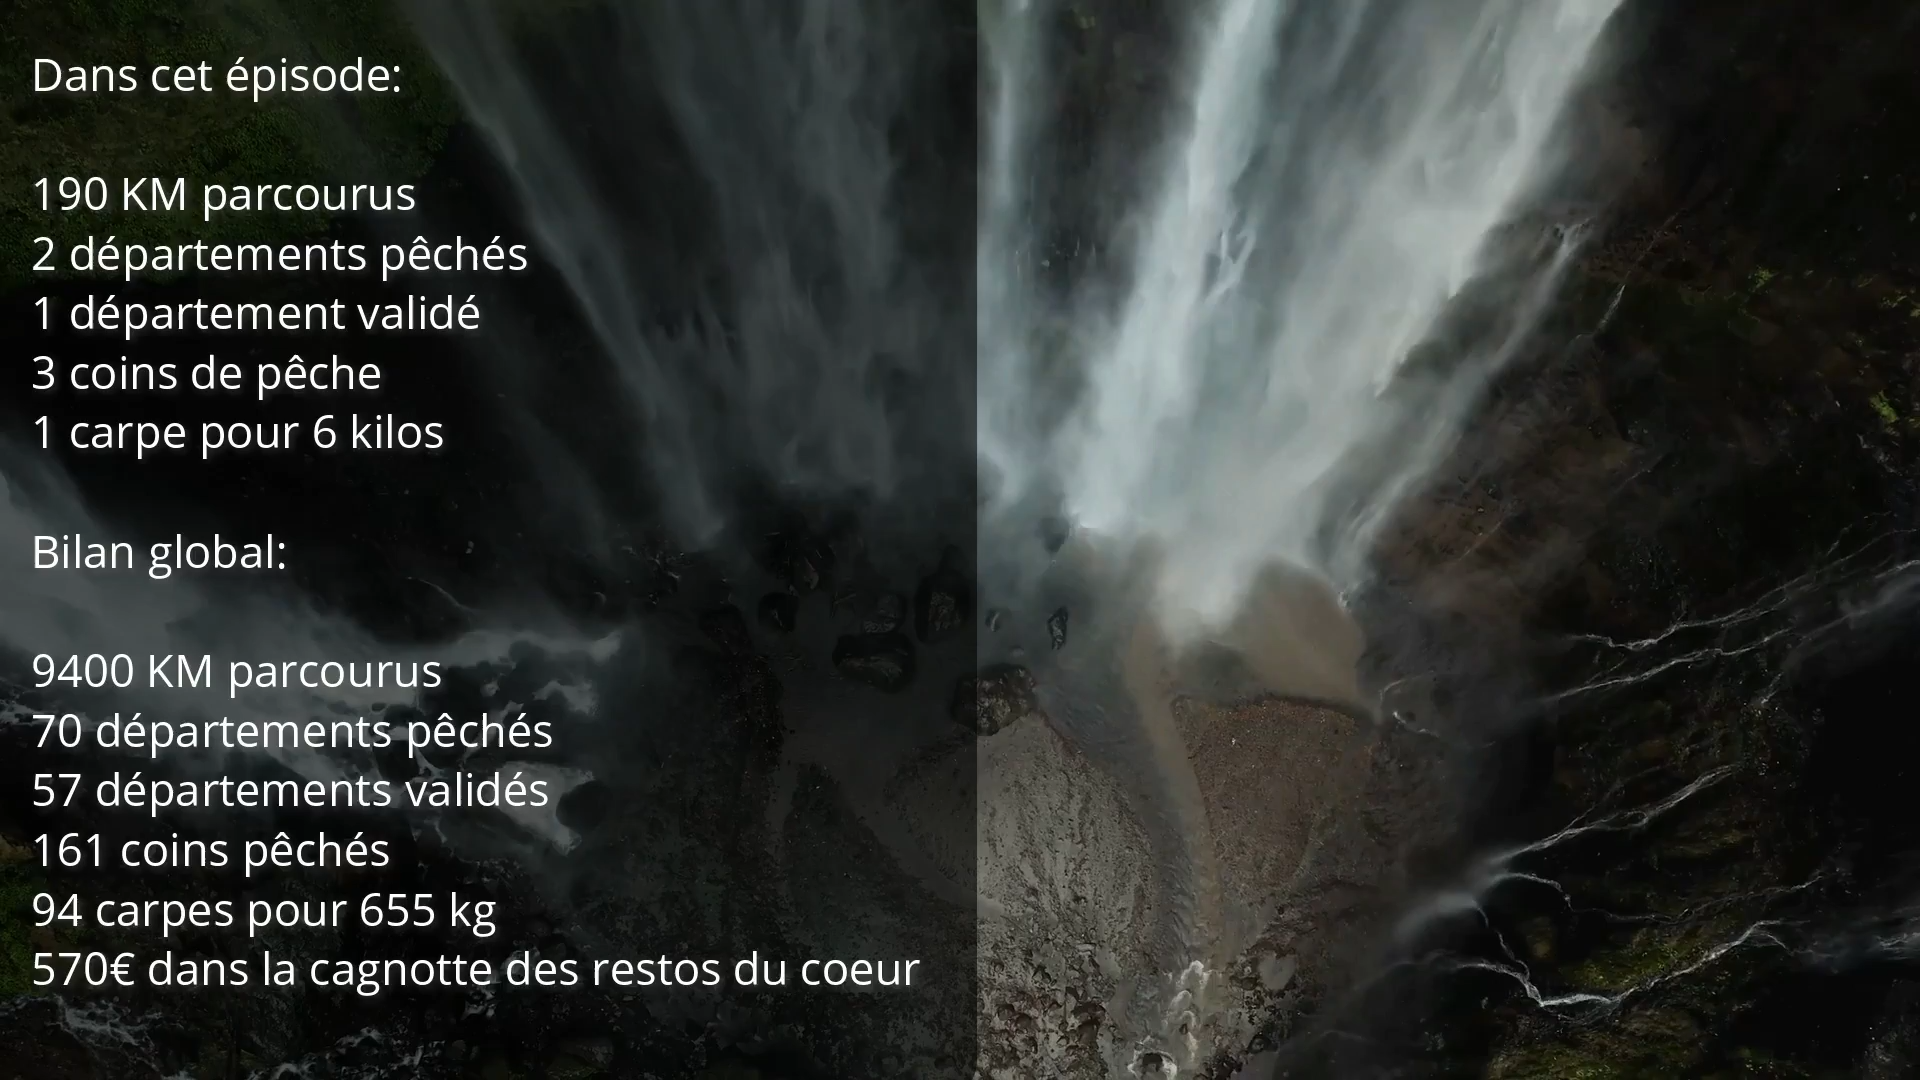 Dans cet épisode:
190 KM parcourus
2 départements pêchés
1 département validé
3 coins de pêche
1 carpe pour 6 kilos
Bilan global:
9400 KM parcourus
70 départements pêchés
57 départements validés
161 coins pêchés
94 carpes pour 655 kg
570€ dans la cagnotte des restos du coeur